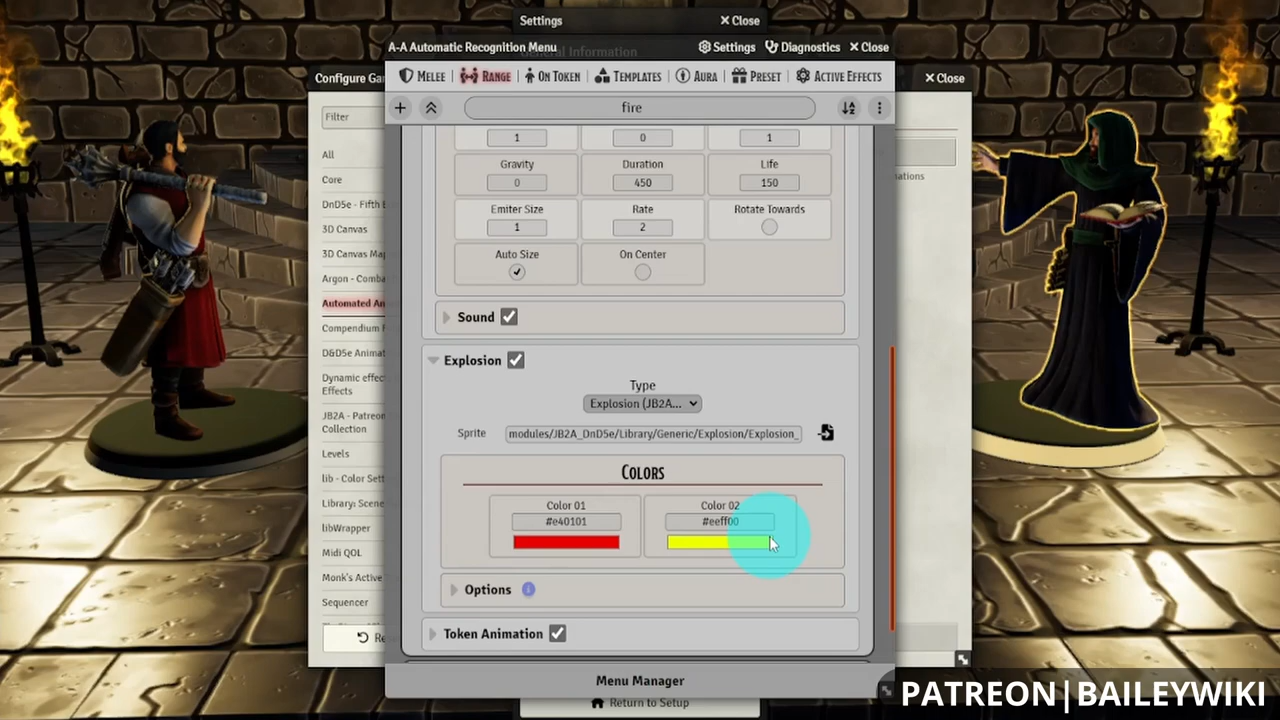 Settings
Close
General Information
A-A Automatic Recognition Menu
Settings
Diagnostics
Close
Configure Ga
Close
MELEE
RANGE
ON TOKEN
TEMPLATES
AURA
PRESET
ACTIVE EFFECTS
fire
Filter
All
Core
DnD5e - Fifth E
3D Canvas
3D Canvas Ma
Argon - Comba
Automated An
Compendium F
D&D5e Animat
Dynamic effec
Effects
JB2A - Patreon
Collection
Levels
lib - Color Set
Library: Scene
libWrapper
Midi QOL
Monk's Active
Sequencer
1
0
1
Gravity
Duration
Life
0
450
150
Emiter Size
Rate
Rotate Towards
1
2
Auto Size
On Center
Sound
Explosion
Type
Explosion (JB2A...
Sprite
modules/JB2A_DnD5e/Library/Generic/Explosion/Explosion_
COLORS
Color 01
Color 02
#e40101
#eeff00
Options
Token Animation
Menu Manager
Return to Setup
PATREON|BAILEYWIKI